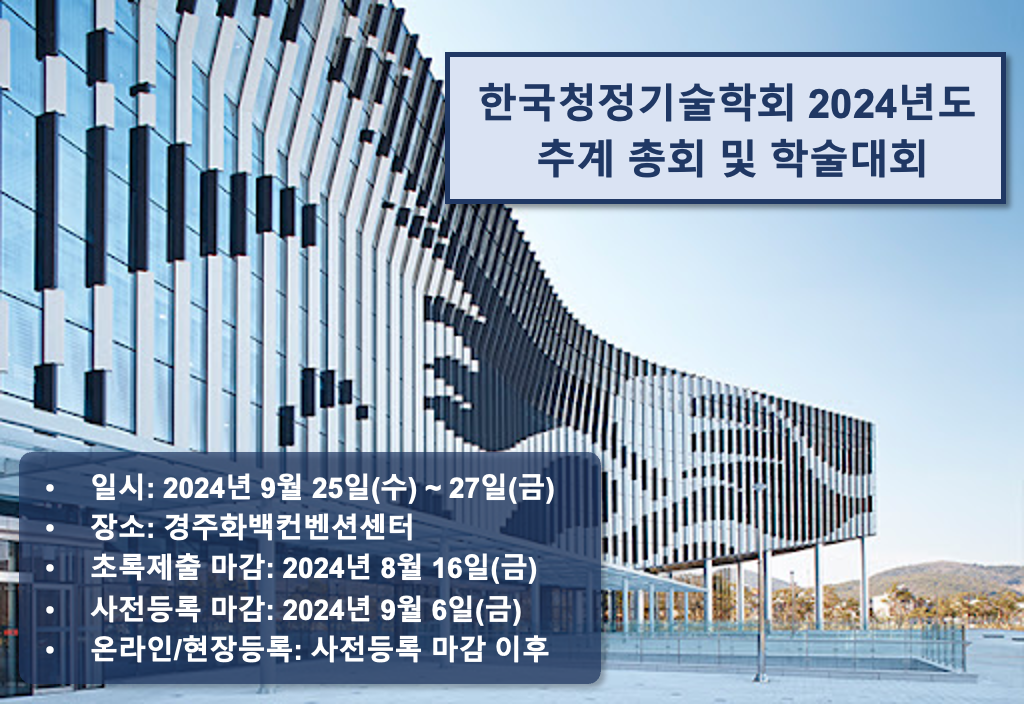 한국청정기술학회 2024년도
추계 총회 및 학술대회
• 일시: 2024년 9월 25일(수) ~ 27일(금)
• 장소: 경주화백컨벤션센터
• 초록제출 마감: 2024년 8월 16일(금)
• 사전등록 마감: 2024년 9월 6일(금)
• 온라인/현장등록: 사전등록 마감 이후